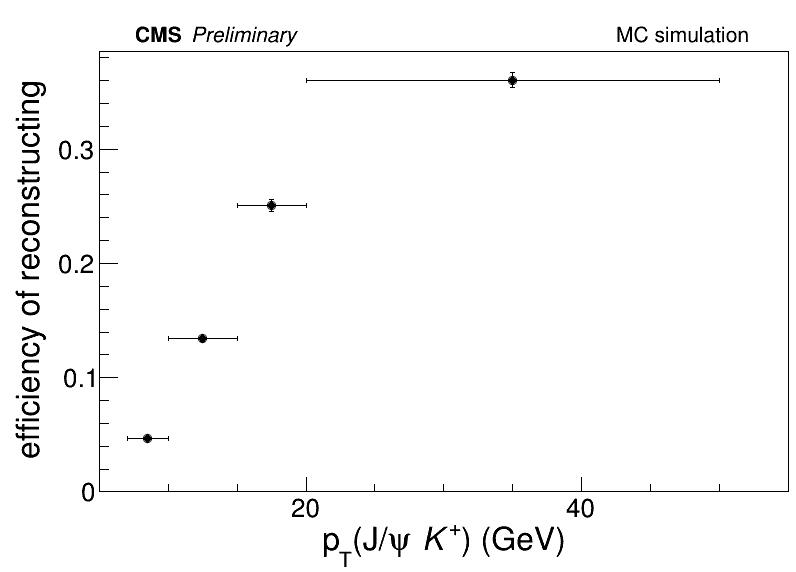 CMS Preliminary MC simulation
efficiency of reconstructing
0.3
0.2
0.1
0
20 40
p_T(J/ψ K⁺) (GeV)